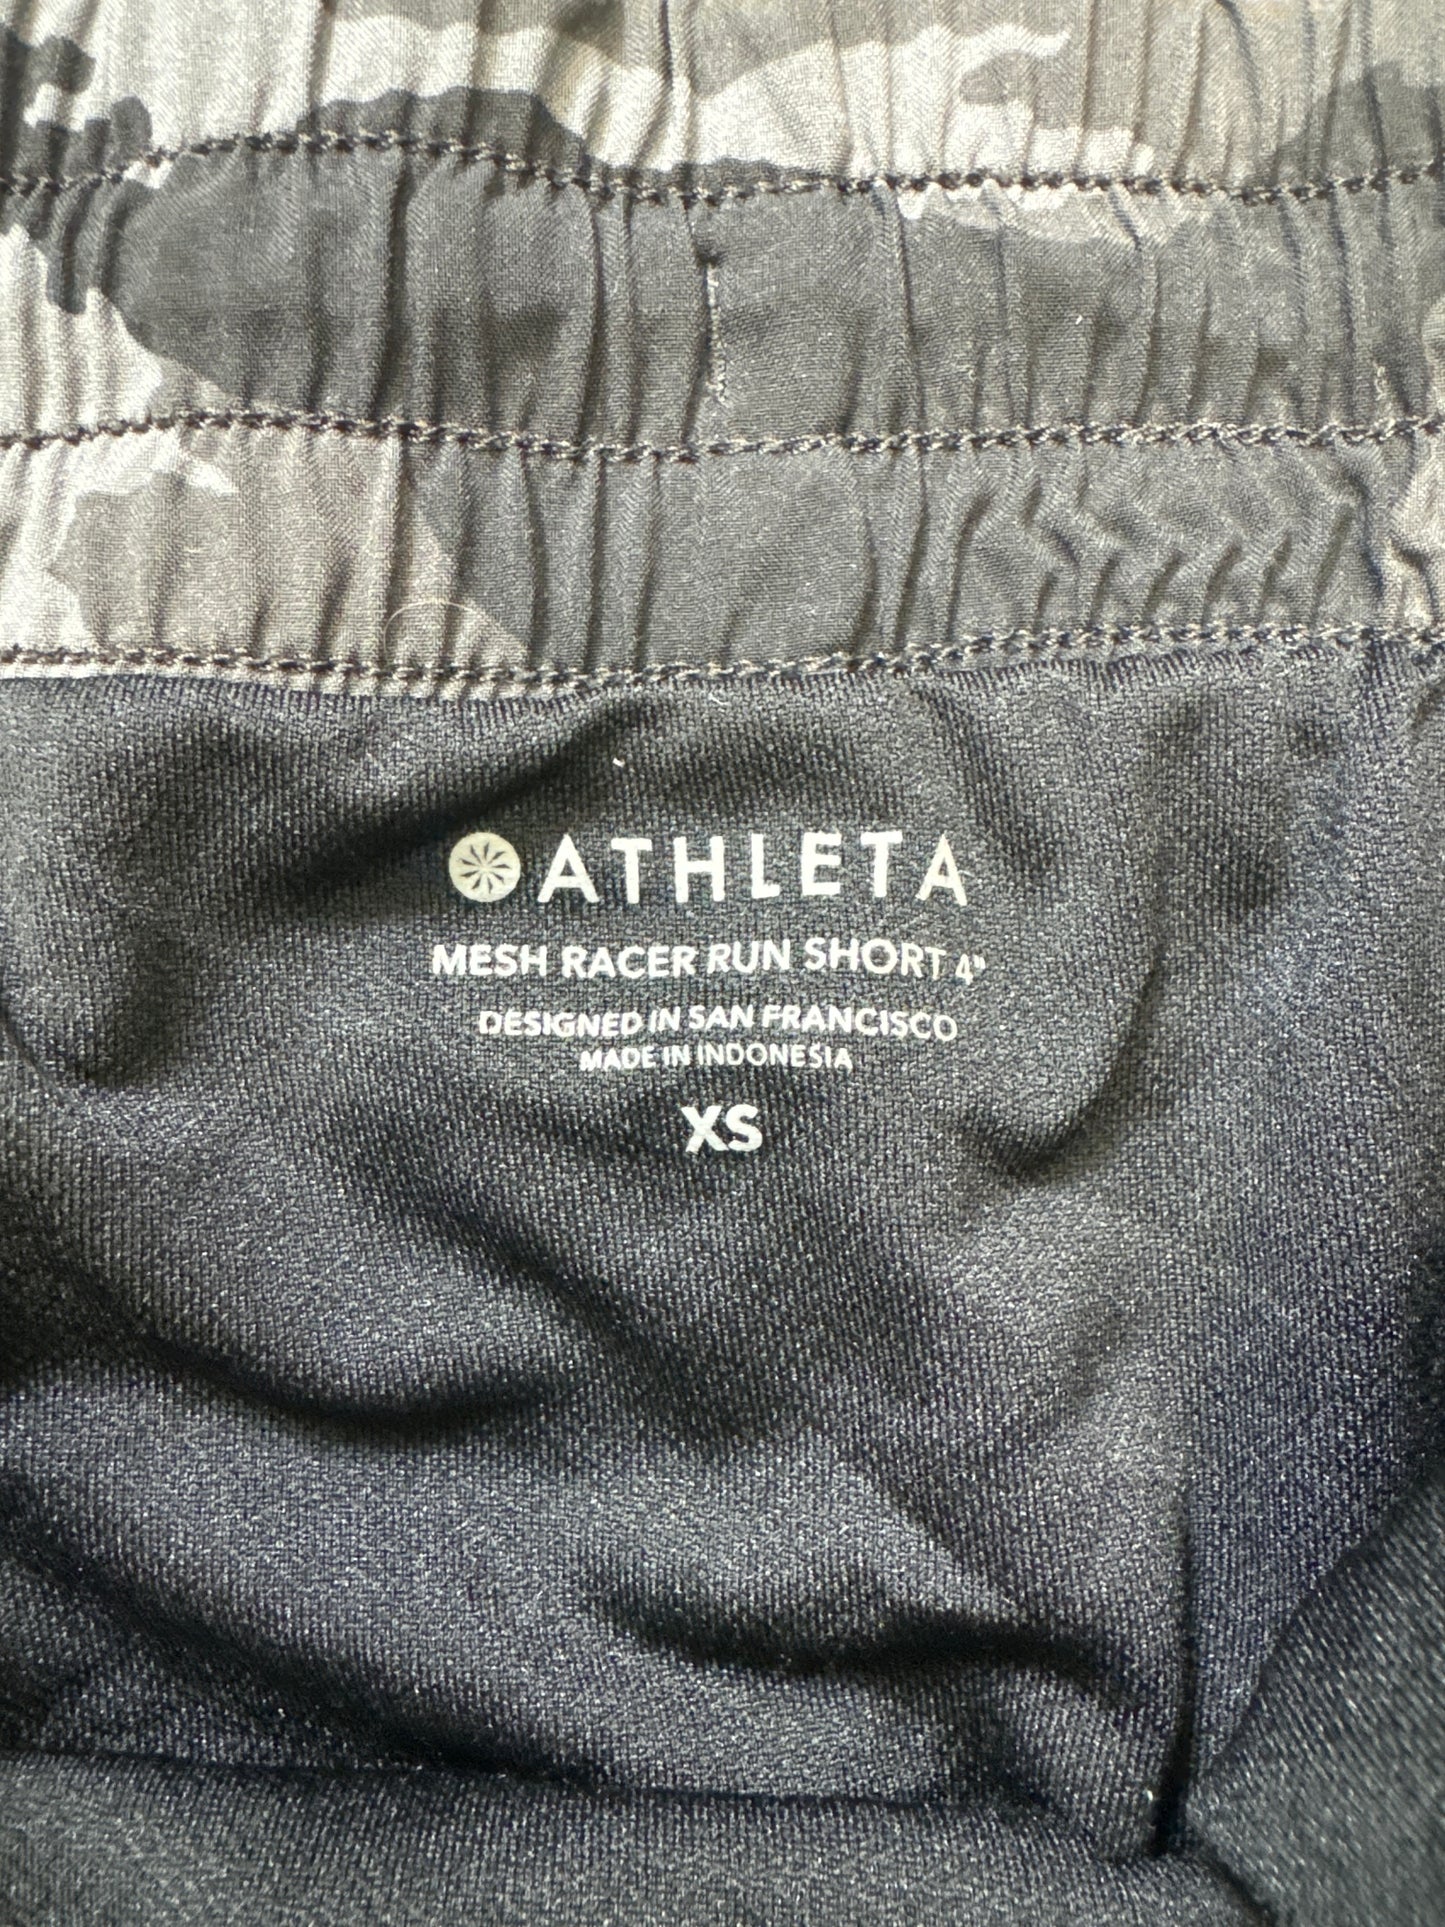 ATHLETA
MESH RACER RUN SHORT 4"
DESIGNED IN SAN FRANCISCO
MADE IN INDONESIA
XS